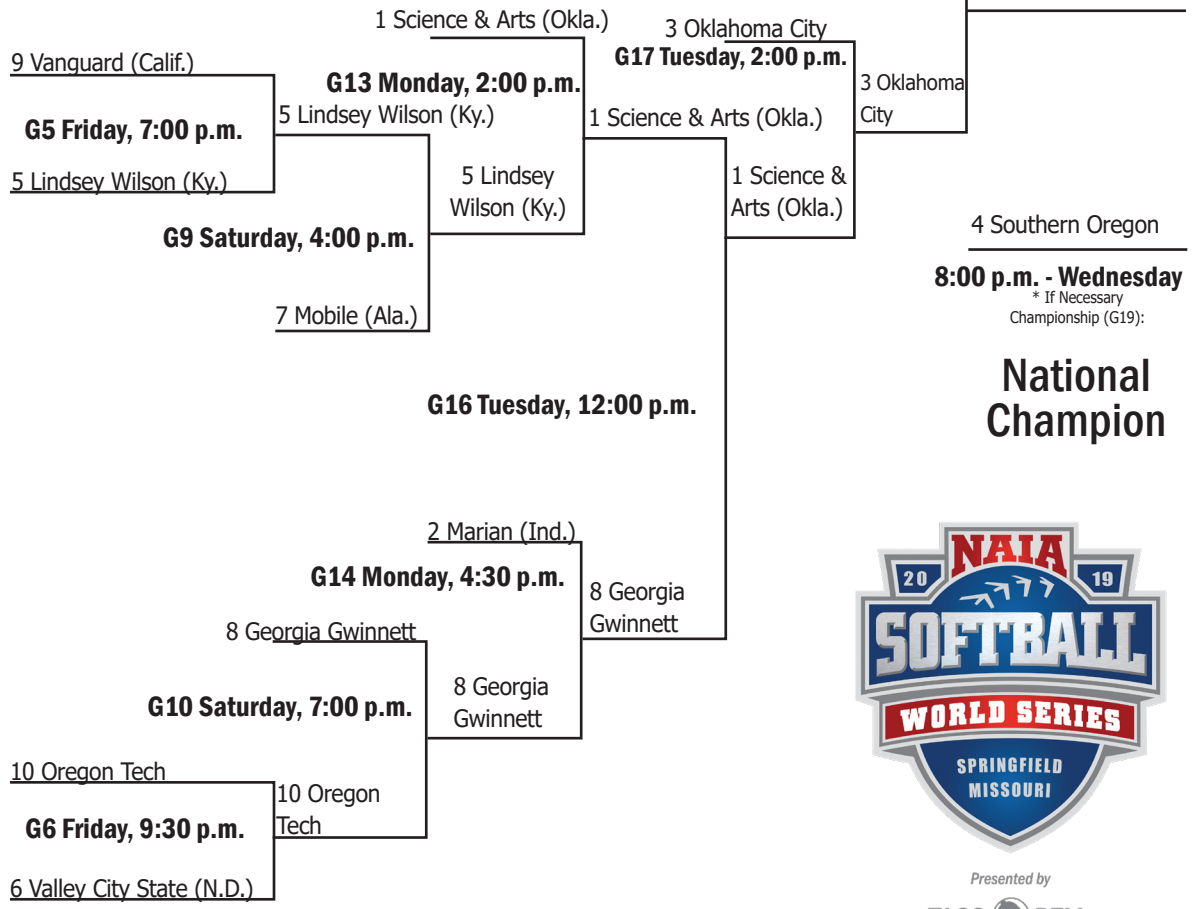 1 Science & Arts (Okla.)
3 Oklahoma City
G17 Tuesday, 2:00 p.m.
9 Vanguard (Calif.)
G13 Monday, 2:00 p.m.
3 Oklahoma
City
5 Lindsey Wilson (Ky.)
1 Science & Arts (Okla.)
G5 Friday, 7:00 p.m.
5 Lindsey Wilson (Ky.)
5 Lindsey
Wilson (Ky.)
1 Science &
Arts (Okla.)
G9 Saturday, 4:00 p.m.
4 Southern Oregon
8:00 p.m. - Wednesday
* If Necessary
Championship (G19):
7 Mobile (Ala.)
National
Champion
G16 Tuesday, 12:00 p.m.
2 Marian (Ind.)
G14 Monday, 4:30 p.m.
8 Georgia
Gwinnett
8 Georgia Gwinnett
8 Georgia
Gwinnett
G10 Saturday, 7:00 p.m.
10 Oregon Tech
10 Oregon
Tech
G6 Friday, 9:30 p.m.
6 Valley City State (N.D.)
NAIA
20 19
SOFTBALL
WORLD SERIES
SPRINGFIELD
MISSOURI
Presented by